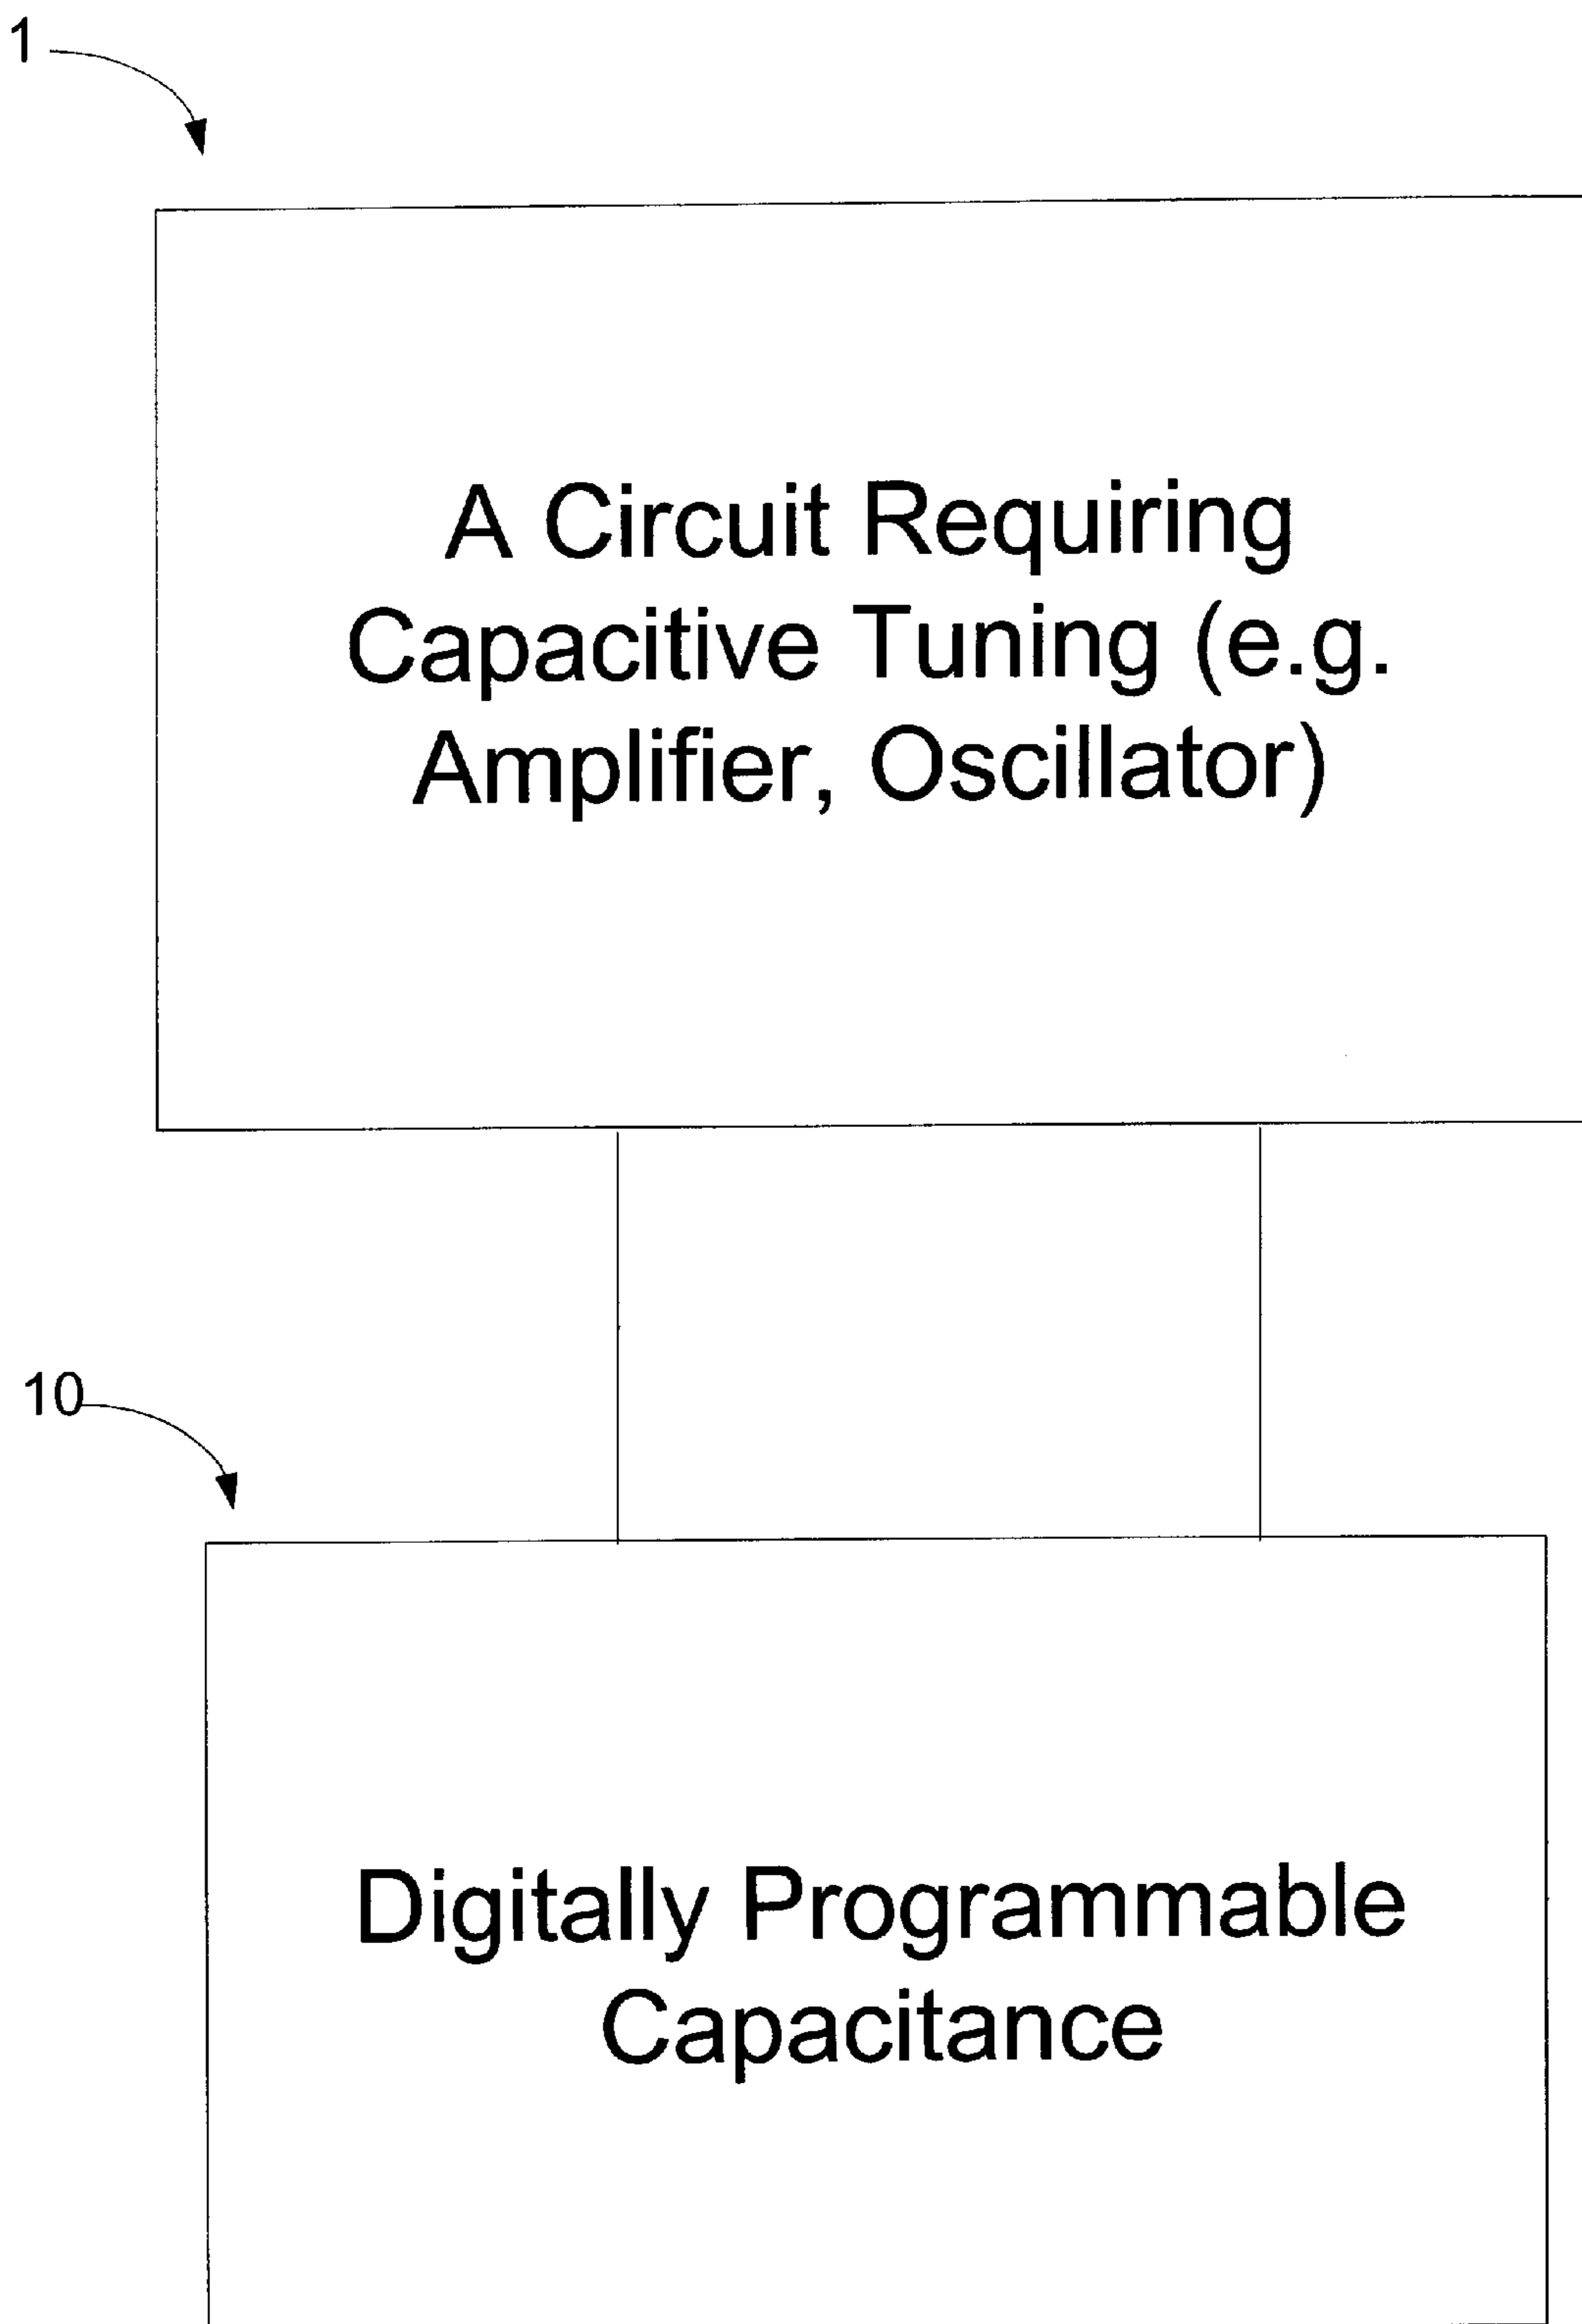 1
A Circuit Requiring
Capacitive Tuning (e.g.
Amplifier, Oscillator)
10
Digitally Programmable
Capacitance